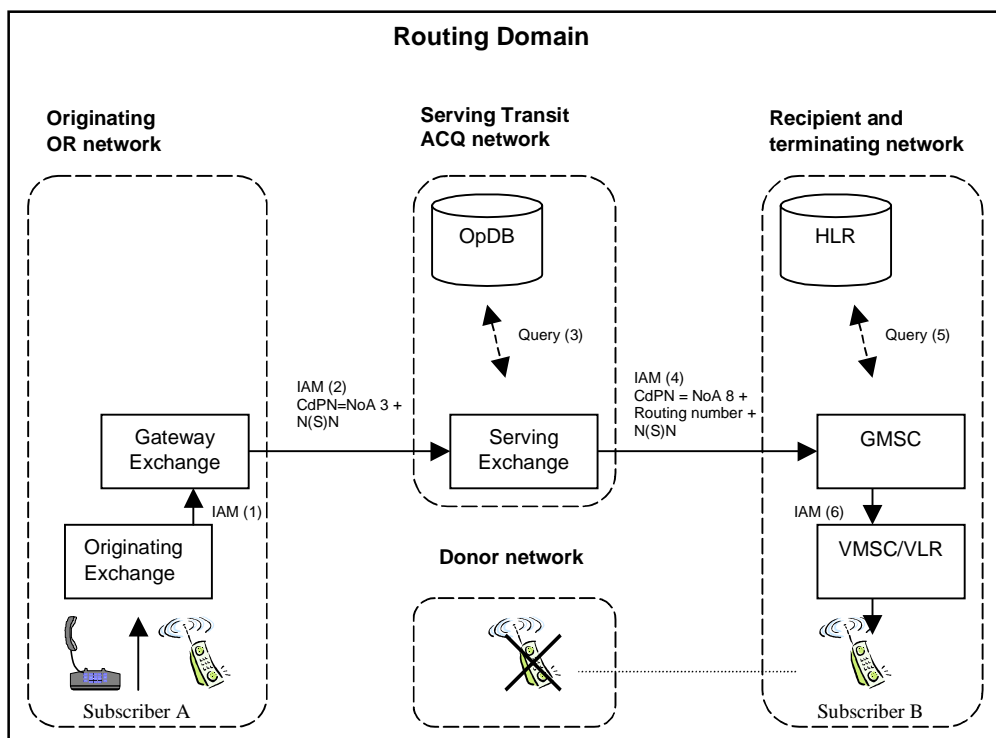 Routing Domain
Originating
OR network
Serving Transit
ACQ network
Recipient and
terminating network
OpDB
HLR
Query (3)
Query (5)
IAM (2)
CdPN=NoA 3 +
N(S)N
IAM (4)
CdPN = NoA 8 +
Routing number +
N(S)N
Gateway
Exchange
Serving
Exchange
GMSC
IAM (1)
IAM (6)
Originating
Exchange
VMSC/VLR
Donor network
Subscriber A
Subscriber B